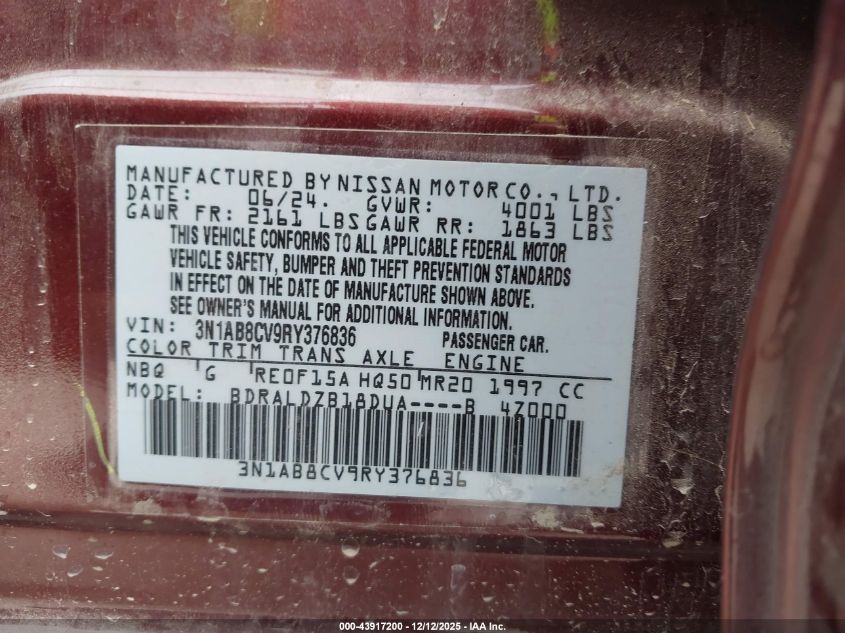 MANUFACTURED BY NISSAN MOTOR CO., LTD.
DATE: 06/24. GVWR: 4001 LBS
GAWR FR: 2161 LBS GAWR RR: 1863 LBS
THIS VEHICLE CONFORMS TO ALL APPLICABLE FEDERAL MOTOR
VEHICLE SAFETY, BUMPER AND THEFT PREVENTION STANDARDS
IN EFFECT ON THE DATE OF MANUFACTURE SHOWN ABOVE.
SEE OWNER'S MANUAL FOR ADDITIONAL INFORMATION.
VIN: 3N1AB8CV9RY376836 PASSENGER CAR.
COLOR TRIM TRANS AXLE ENGINE
NBQ G RE0F15A HQ50 MR20 1997 CC
MODEL: BDRALDZB18DUA----B 47000
3N1AB8CV9RY376836
000-43917200 - 12/12/2025 - IAA Inc.